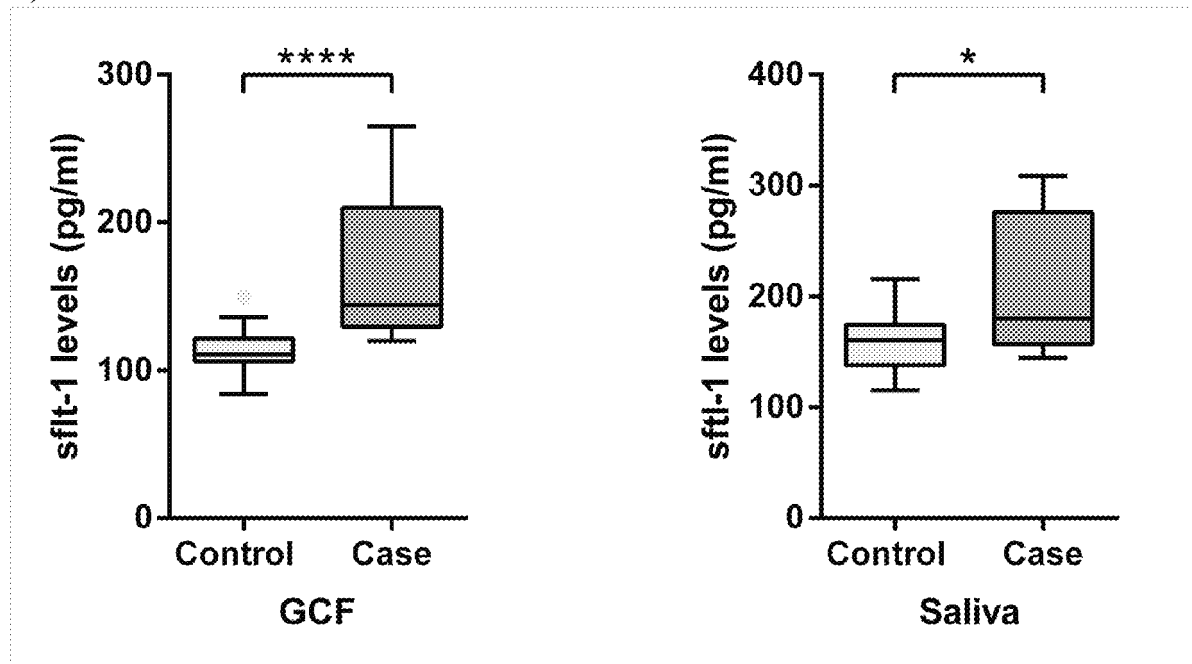 ****
300
200
100
0
sflt-1 levels (pg/ml)
Control Case
GCF
*
400
300
200
100
0
sftl-1 levels (pg/ml)
Control Case
Saliva